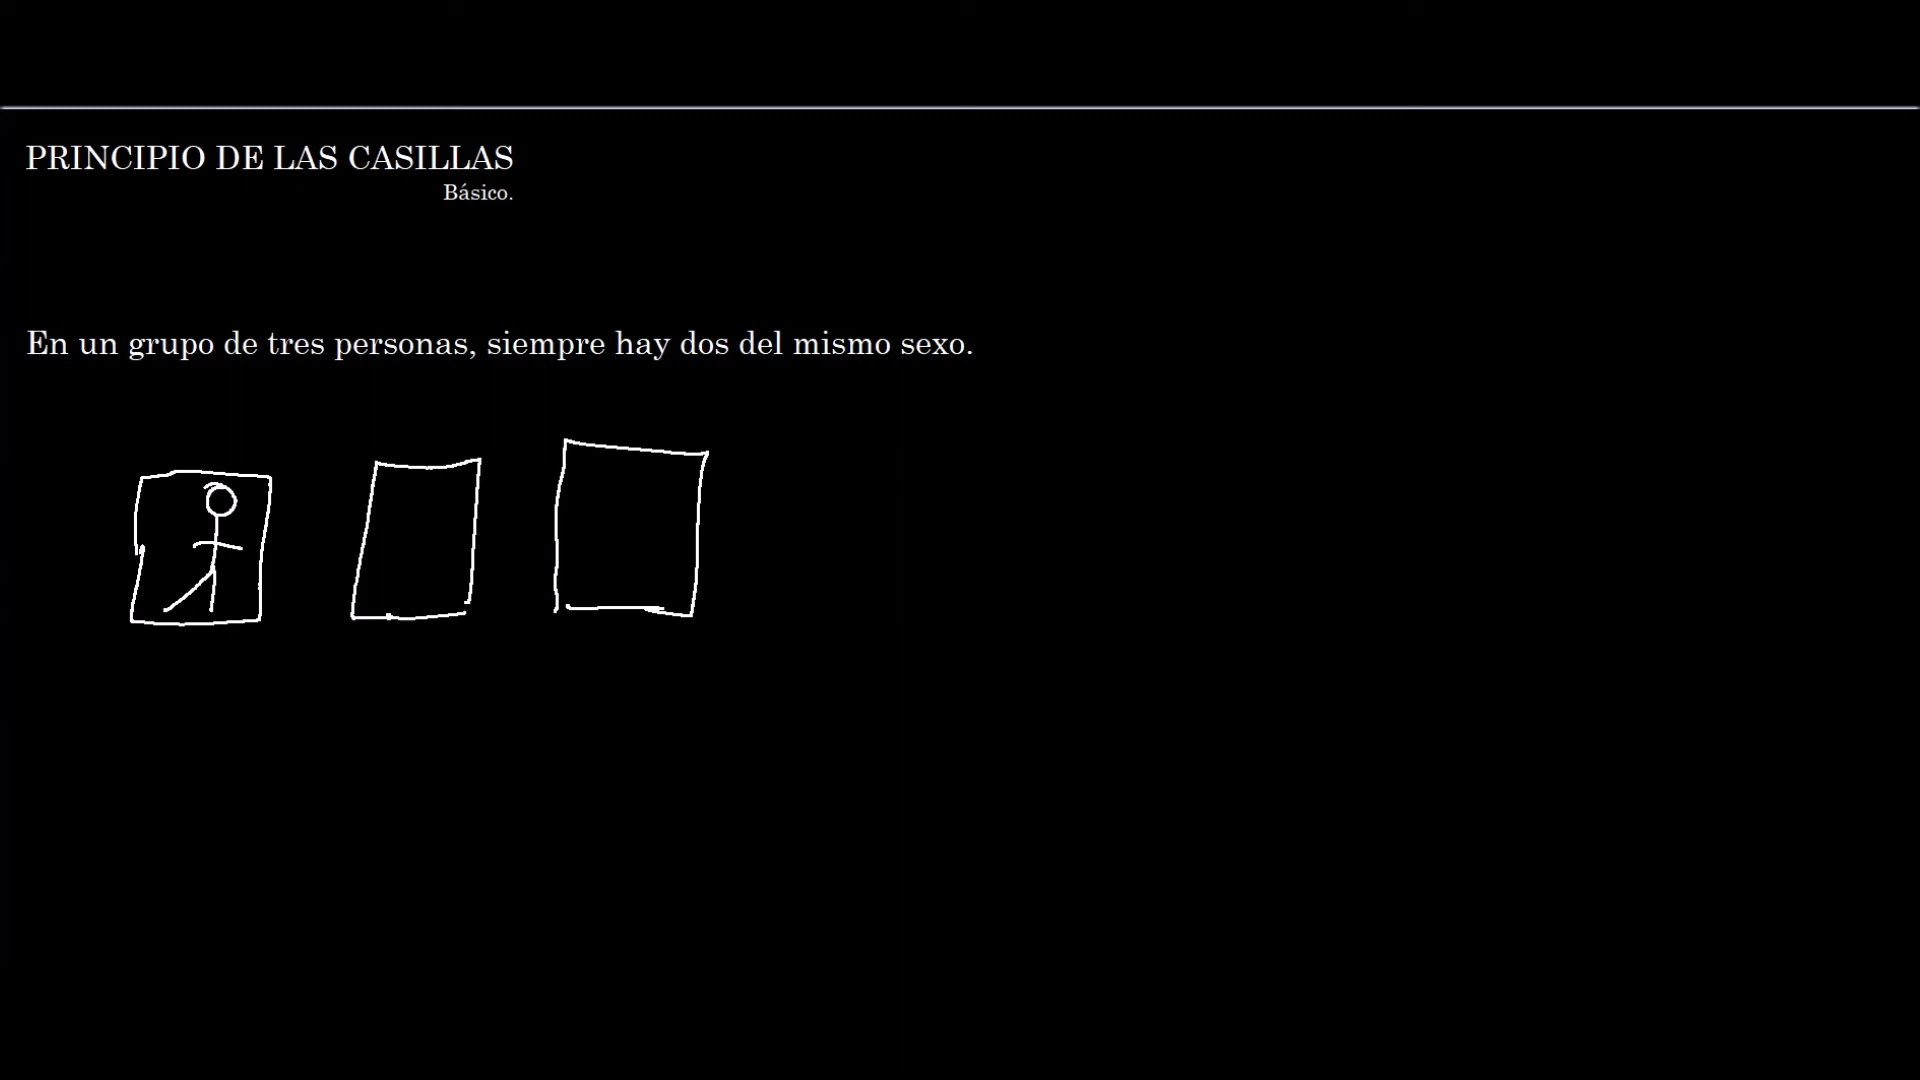 PRINCIPIO DE LAS CASILLAS
Básico.
En un grupo de tres personas, siempre hay dos del mismo sexo.